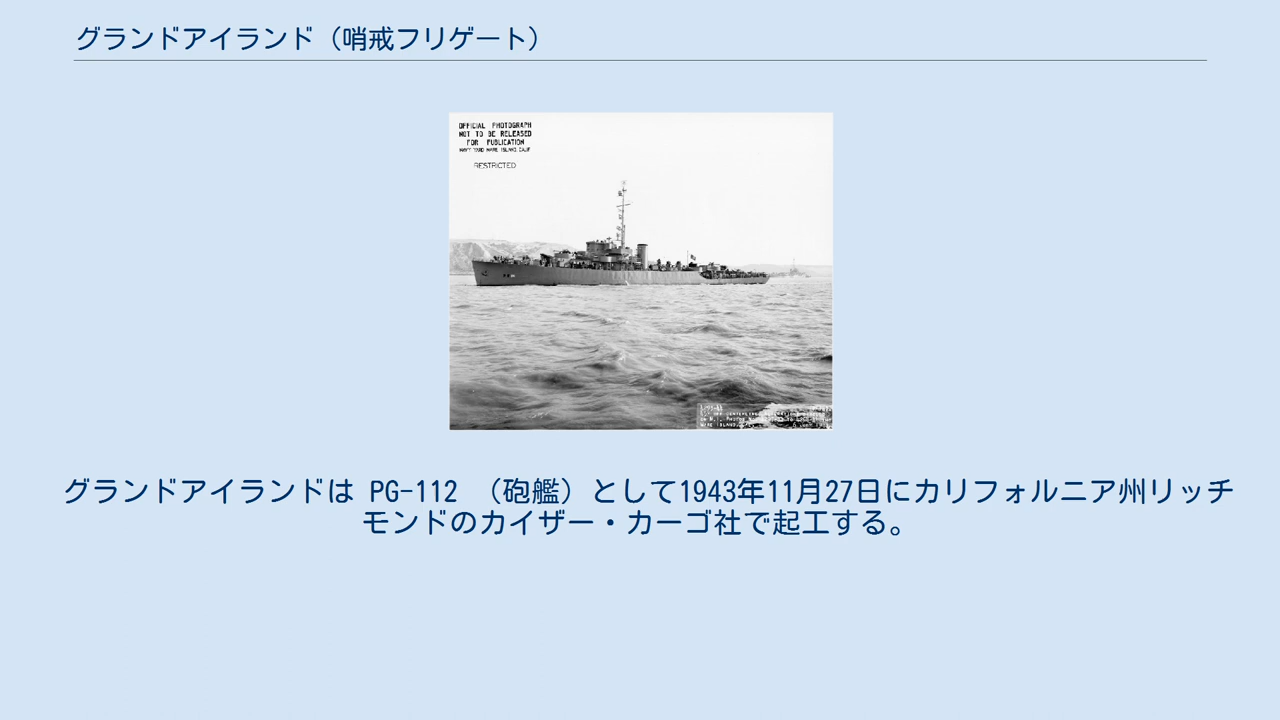 グランドアイランド（哨戒フリゲート）
OFFICIAL PHOTOGRAPH
NOT TO BE RELEASED
FOR PUBLICATION
NAVY YARD MARE ISLAND CALIF
RESTRICTED
グランドアイランドは PG-112 （砲艦）として1943年11月27日にカリフォルニア州リッチ
モンドのカイザー・カーゴ社で起工する。